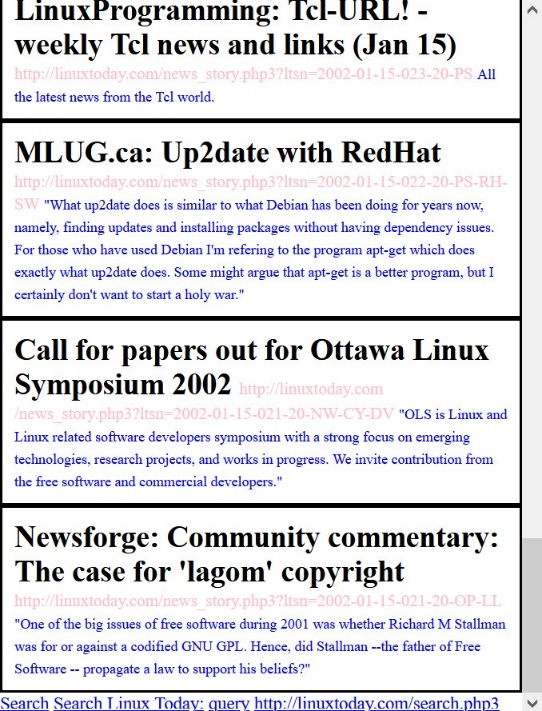 LinuxProgramming: Tcl-URL! -
weekly Tcl news and links (Jan 15)
http://linuxtoday.com/news_story.php3?ltsn=2002-01-15-023-20-PS All
the latest news from the Tcl world.
MLUG.ca: Up2date with RedHat
http://linuxtoday.com/news_story.php3?ltsn=2002-01-15-022-20-PS-RH-
SW "What up2date does is similar to what Debian has been doing for years now,
namely, finding updates and installing packages without having dependency issues.
For those who have used Debian I'm refering to the program apt-get which does
exactly what up2date does. Some might argue that apt-get is a better program, but I
certainly don't want to start a holy war."
Call for papers out for Ottawa Linux
Symposium 2002 http://linuxtoday.com
/news_story.php3?ltsn=2002-01-15-021-20-NW-CY-DV "OLS is Linux and
Linux related software developers symposium with a strong focus on emerging
technologies, research projects, and works in progress. We invite contribution from
the free software and commercial developers."
Newsforge: Community commentary:
The case for 'lagom' copyright
http://linuxtoday.com/news_story.php3?ltsn=2002-01-15-021-20-OP-LL
"One of the big issues of free software during 2001 was whether Richard M Stallman
was for or against a codified GNU GPL. Hence, did Stallman --the father of Free
Software -- propagate a law to support his beliefs?"
Search Search Linux Today: query http://linuxtoday.com/search.php3